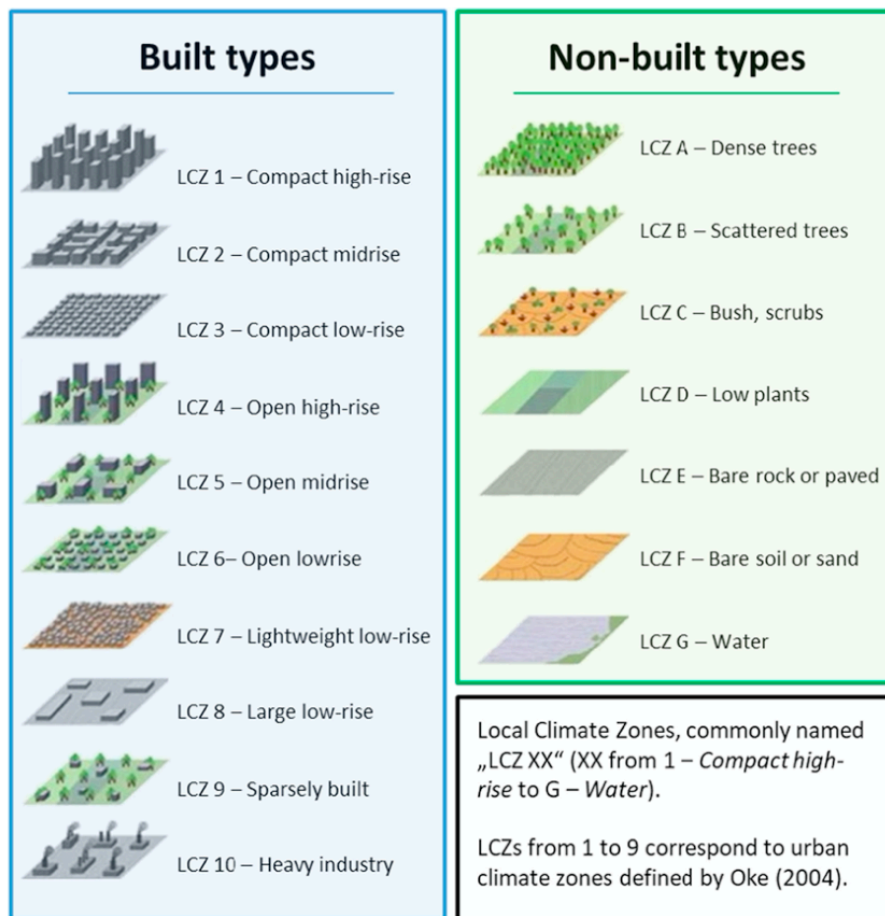 Built types
LCZ 1 – Compact high-rise
LCZ 2 – Compact midrise
LCZ 3 – Compact low-rise
LCZ 4 – Open high-rise
LCZ 5 – Open midrise
LCZ 6– Open lowrise
LCZ 7 – Lightweight low-rise
LCZ 8 – Large low-rise
LCZ 9 – Sparsely built
LCZ 10 – Heavy industry
Non-built types
LCZ A – Dense trees
LCZ B – Scattered trees
LCZ C – Bush, scrubs
LCZ D – Low plants
LCZ E – Bare rock or paved
LCZ F – Bare soil or sand
LCZ G – Water
Local Climate Zones, commonly named
„LCZ XX“ (XX from 1 – Compact high-
rise to G – Water).
LCZs from 1 to 9 correspond to urban
climate zones defined by Oke (2004).